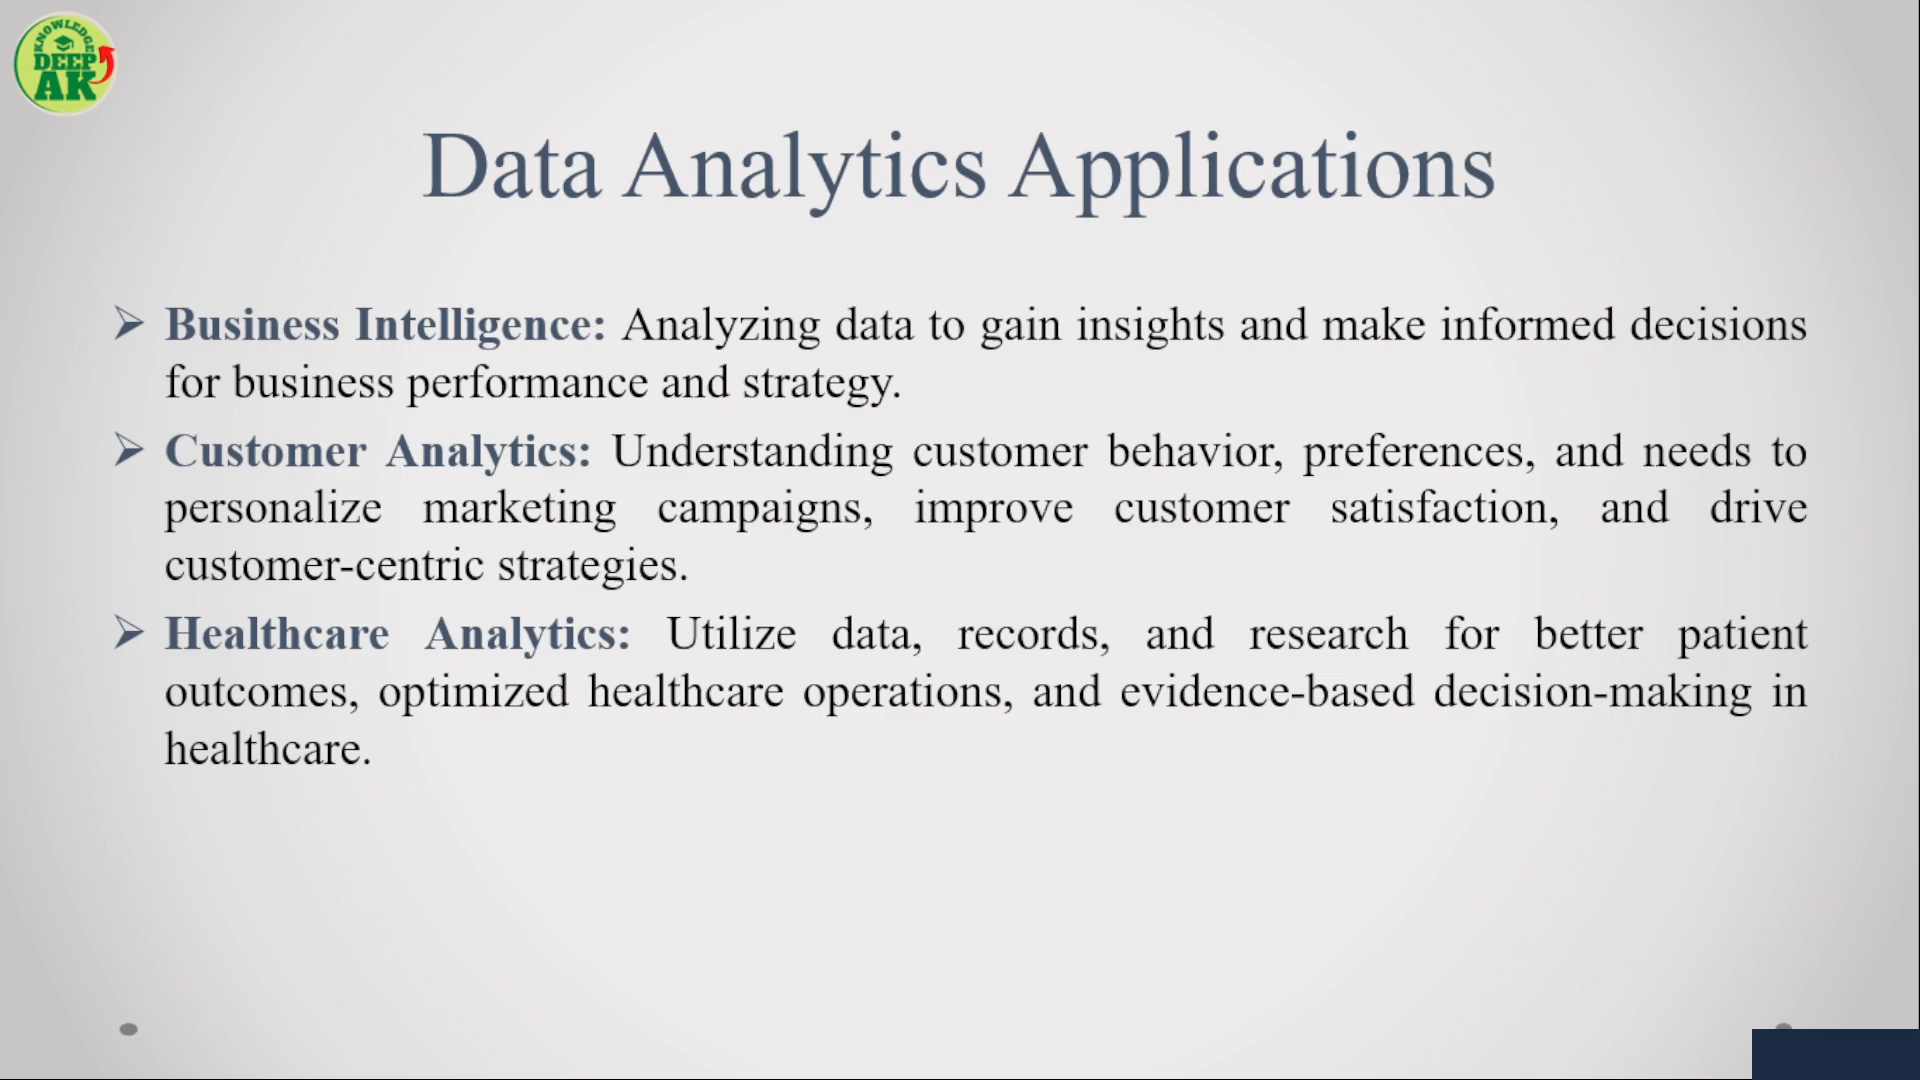 KNOWLEDGE
DEEP
AK
Data Analytics Applications
➢ Business Intelligence: Analyzing data to gain insights and make informed decisions
for business performance and strategy.
➢ Customer Analytics: Understanding customer behavior, preferences, and needs to
personalize marketing campaigns, improve customer satisfaction, and drive
customer-centric strategies.
➢ Healthcare Analytics: Utilize data, records, and research for better patient
outcomes, optimized healthcare operations, and evidence-based decision-making in
healthcare.